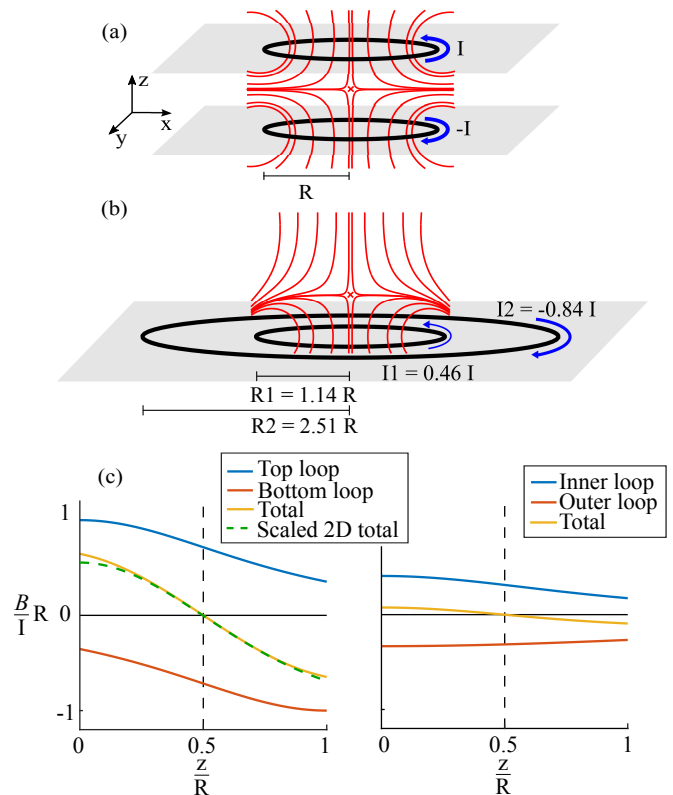 (a)
I
z
x
y
-I
R
(b)
I2 = -0.84 I
I1 = 0.46 I
R1 = 1.14 R
R2 = 2.51 R
(c)
Top loop
Bottom loop
Total
Scaled 2D total
Inner loop
Outer loop
Total
1
B/I R
0
-1
0
0.5
1
z/R
0
0.5
1
z/R